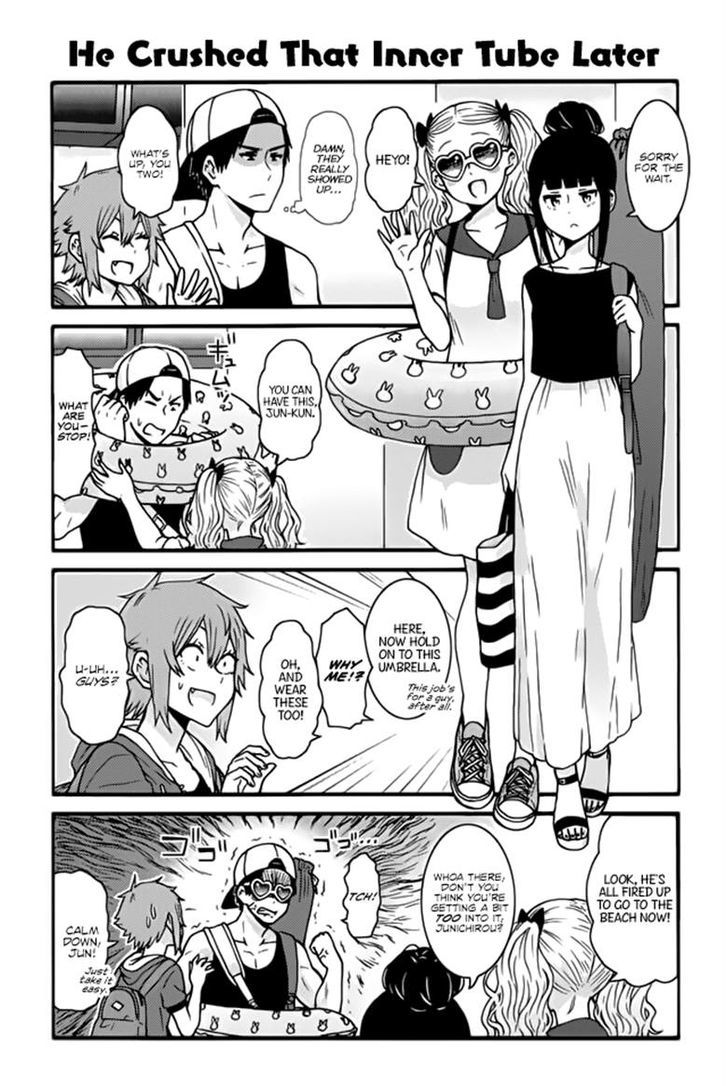 He Crushed That Inner Tube Later
SORRY
FOR THE
WAIT.
HEYO!
DAMN,
THEY
REALLY
SHOWED
UP...
WHAT'S
UP, YOU
TWO!
YOU CAN
HAVE THIS,
JUN-KUN.
ギュムッ
WHAT
ARE
YOU—
STOP!
HERE,
NOW HOLD
ON TO THIS
UMBRELLA.
This job's
for a guy,
after all.
WHY
ME!?
OH,
AND
WEAR
THESE
TOO!
U-UH...
GUYS?
LOOK, HE'S
ALL FIRED UP
TO GO TO THE
BEACH NOW!
WHOA THERE,
DON'T YOU
THINK YOU'RE
GETTING A BIT
TOO INTO IT,
JUNICHIROU?
ゴゴ…
TCH!
ゴゴ
CALM
DOWN,
JUN!
Just
take it
easy.